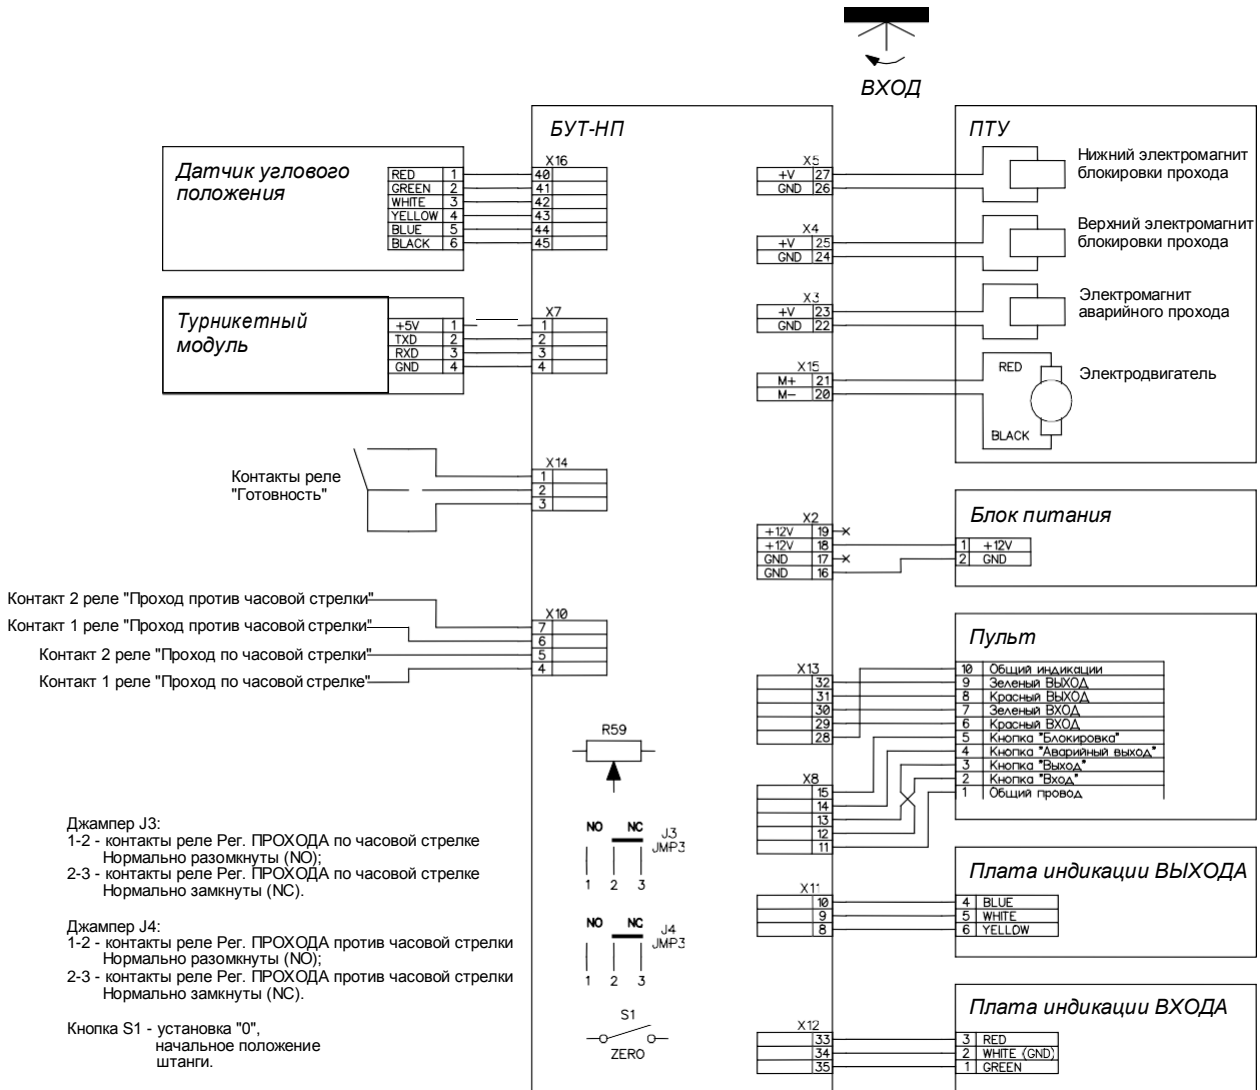 ВХОД
БУТ-НП
ПТУ
Датчик углового
положения
RED 1
GREEN 2
WHITE 3
YELLOW 4
BLUE 5
BLACK 6
X16
40
41
42
43
44
45
X5
+V 27
GND 26
Нижний электромагнит
блокировки прохода
X4
+V 25
GND 24
Верхний электромагнит
блокировки прохода
X3
+V 23
GND 22
Электромагнит
аварийного прохода
X15
M+ 21
M- 20
RED
BLACK
Электродвигатель
Турникетный
модуль
+5V 1
TXD 2
RXD 3
GND 4
X7
1
2
3
4
Контакты реле
"Готовность"
X14
1
2
3
X2
+12V 19
+12V 18
GND 17
GND 16
Блок питания
1 +12V
2 GND
Контакт 2 реле "Проход против часовой стрелки"
Контакт 1 реле "Проход против часовой стрелки"
Контакт 2 реле "Проход по часовой стрелки"
Контакт 1 реле "Проход по часовой стрелке"
X10
7
6
5
4
Пульт
X13
32
31
30
29
28
10 Общий индикации
9 Зеленый ВЫХОД
8 Красный ВЫХОД
7 Зеленый ВХОД
6 Красный ВХОД
5 Кнопка "Блокировка"
4 Кнопка "Аварийный выход"
3 Кнопка "Выход"
2 Кнопка "Вход"
1 Общий провод
X8
15
14
13
12
11
R59
NO NC J3
JMP3
1 2 3
NO NC J4
JMP3
1 2 3
S1
ZERO
Джампер J3:
1-2 - контакты реле Рег. ПРОХОДА по часовой стрелке
Нормально разомкнуты (NO);
2-3 - контакты реле Рег. ПРОХОДА по часовой стрелке
Нормально замкнуты (NC).
Джампер J4:
1-2 - контакты реле Рег. ПРОХОДА против часовой стрелки
Нормально разомкнуты (NO);
2-3 - контакты реле Рег. ПРОХОДА против часовой стрелки
Нормально замкнуты (NC).
Кнопка S1 - установка "0",
начальное положение
штанги.
X11
10
9
8
Плата индикации ВЫХОДА
4 BLUE
5 WHITE
6 YELLOW
X12
33
34
35
Плата индикации ВХОДА
3 RED
2 WHITE (GND)
1 GREEN